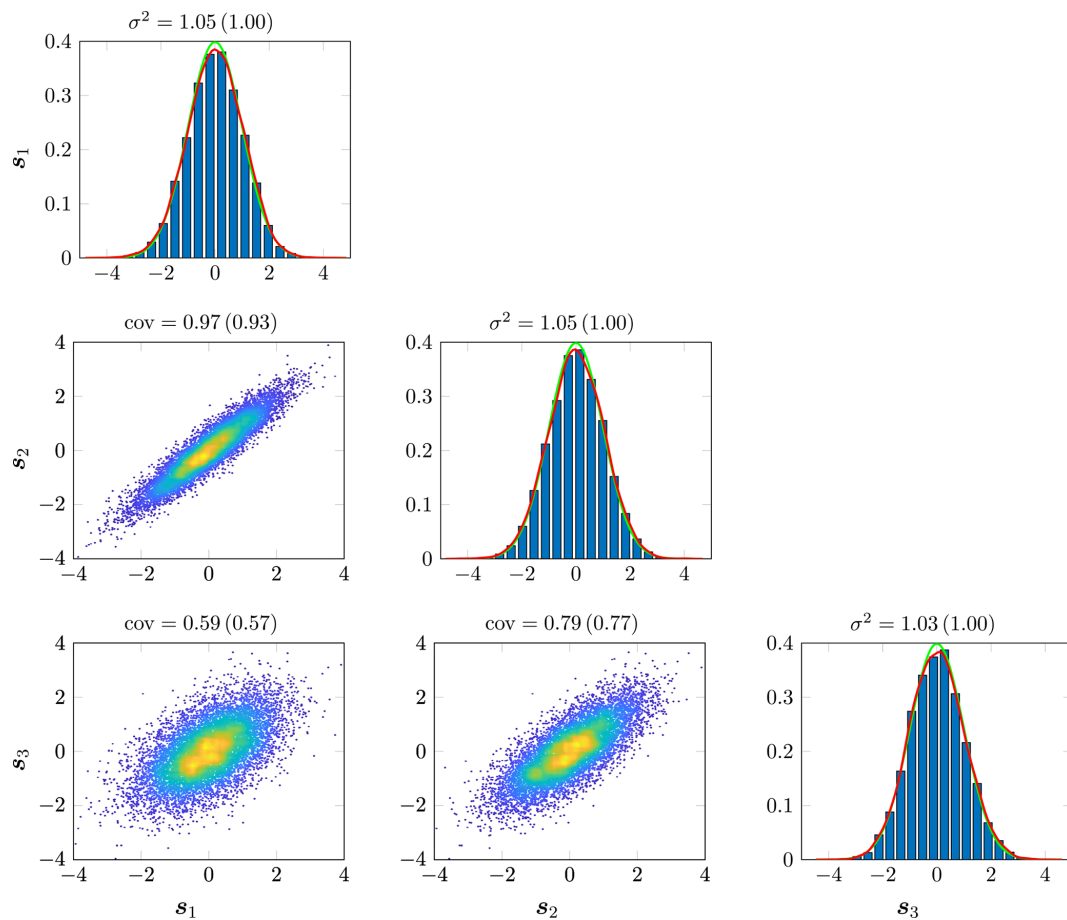 σ² = 1.05 (1.00)
0.4
0.3
0.2
0.1
0
s₁
−4 −2 0 2 4
cov = 0.97 (0.93)
σ² = 1.05 (1.00)
4
2
0
−2
−4
s₂
−4 −2 0 2 4
0.4
0.3
0.2
0.1
0
−4 −2 0 2 4
cov = 0.59 (0.57)
cov = 0.79 (0.77)
σ² = 1.03 (1.00)
4
2
0
−2
−4
s₃
−4 −2 0 2 4
s₁
4
2
0
−2
−4
−4 −2 0 2 4
s₂
0.4
0.3
0.2
0.1
0
−4 −2 0 2 4
s₃